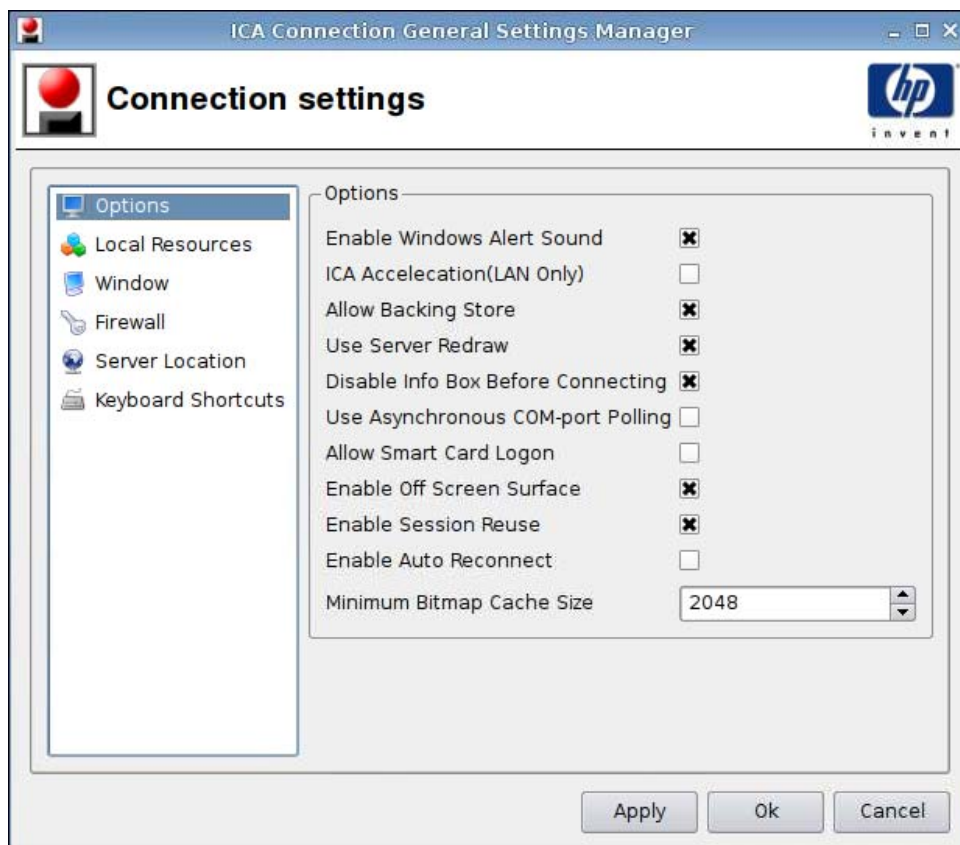 ICA Connection General Settings Manager
Connection settings
hp
invent
Options
Local Resources
Window
Firewall
Server Location
Keyboard Shortcuts
Options
Enable Windows Alert Sound
ICA Accelecation(LAN Only)
Allow Backing Store
Use Server Redraw
Disable Info Box Before Connecting
Use Asynchronous COM-port Polling
Allow Smart Card Logon
Enable Off Screen Surface
Enable Session Reuse
Enable Auto Reconnect
Minimum Bitmap Cache Size 2048
Apply Ok Cancel